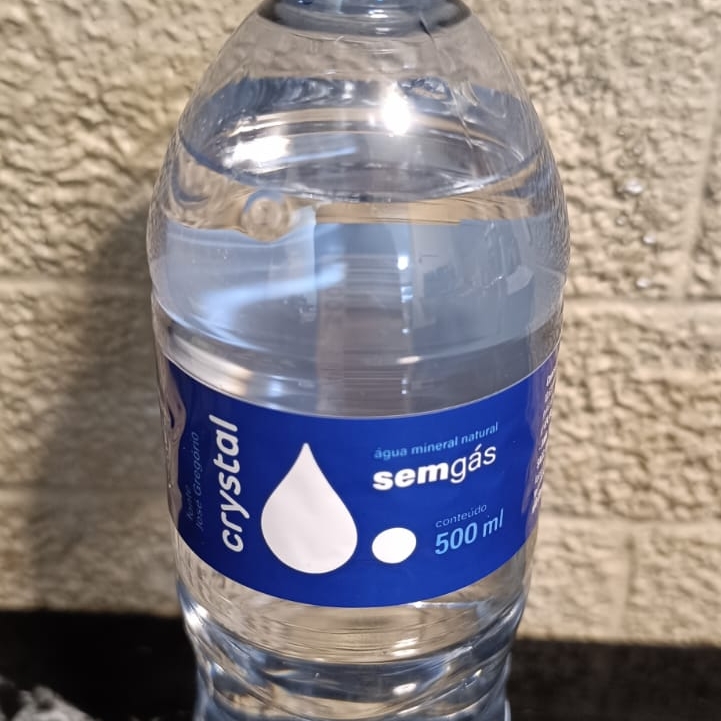 fonte
José Gregório
crystal
água mineral natural
semgás
conteúdo
500 ml